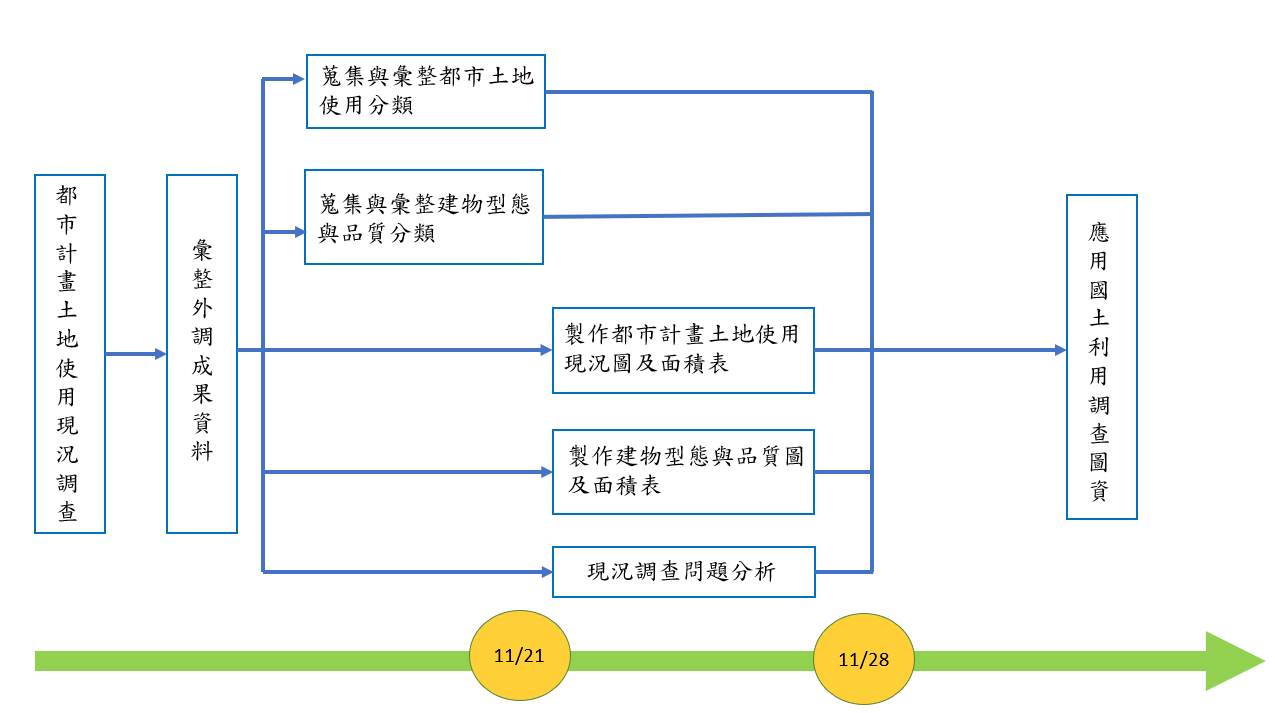 都市計畫土地使用現況調查
彙整外調成果資料
蒐集與彙整都市土地
使用分類
蒐集與彙整建物型態
與品質分類
製作都市計畫土地使用
現況圖及面積表
製作建物型態與品質圖
及面積表
現況調查問題分析
應用國土利用調查圖資
11/21
11/28